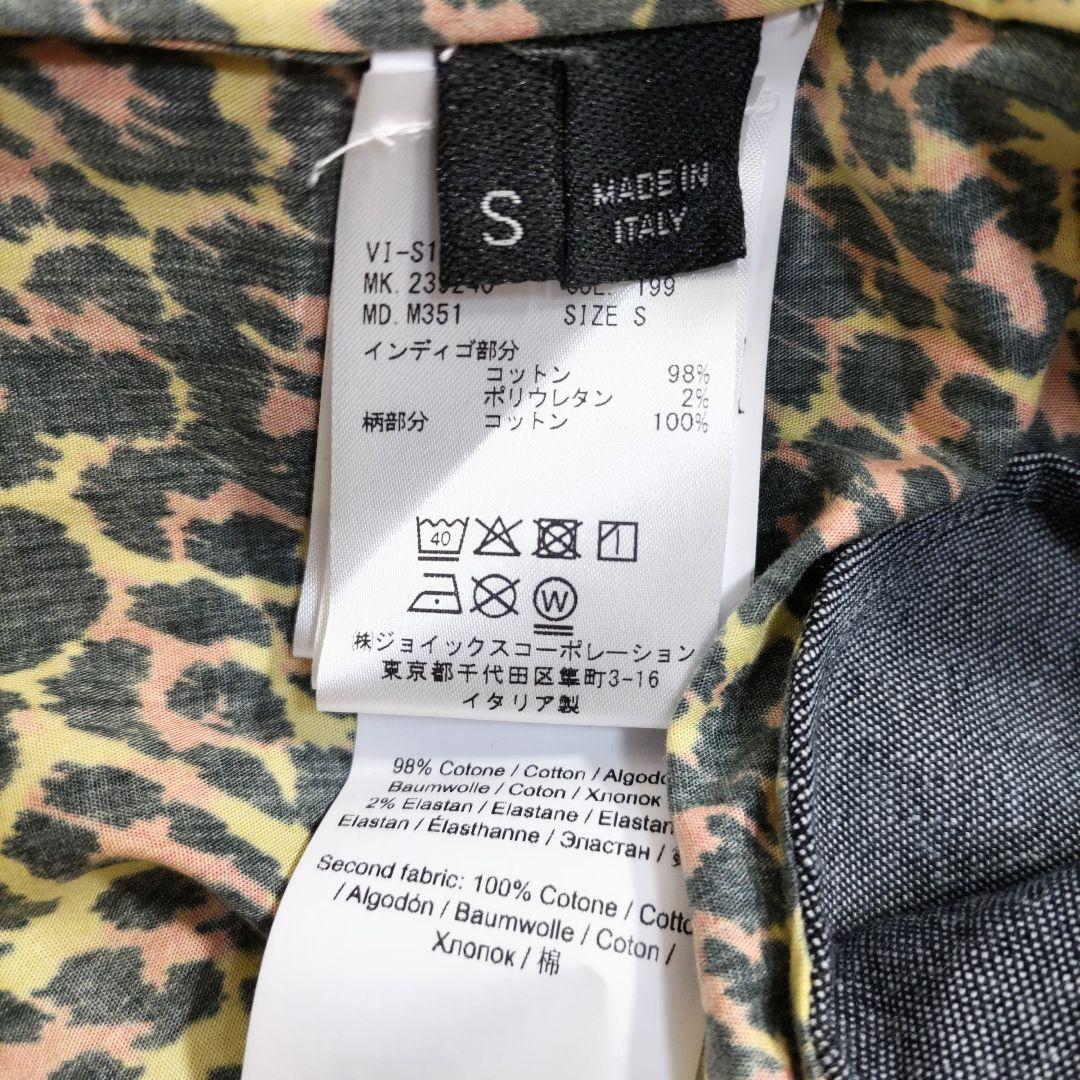 S
MADE IN
ITALY
VI-S1
MK. 239240 199
MD. M351 SIZE S
インディゴ部分
コットン 98%
ポリウレタン 2%
柄部分 コットン 100%
40
W
㈱ジョイックスコーポレーション
東京都千代田区隼町3-16
イタリア製
98% Cotone / Cotton / Algodó
Baumwolle / Coton / Хлопок
2% Elastan / Elastane / Elastan
Elastan / Élasthanne / Эластан /
Second fabric: 100% Cotone / Cotto
/ Algodón / Baumwolle / Coton /
Хлопок / 棉